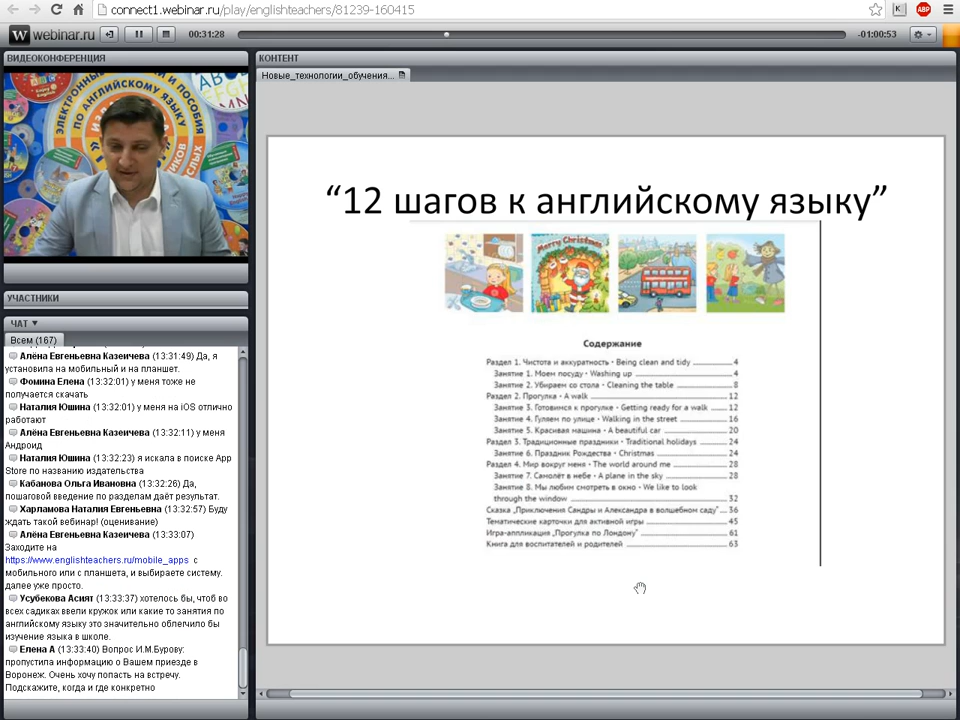 connect1.webinar.ru/play/englishteachers/81239-160415
ABP
W webinar.ru
00:31:28
-01:00:53
ВИДЕОКОНФЕРЕНЦИЯ
ЭЛЕКТРОННЫЕ
И ПОСОБИЯ
ПО АНГЛИЙСКОМУ ЯЗЫКУ
УЧАСТНИКИ
ЧАТ
Всем (167)
Алёна Евгеньевна Казеичева (13:31:49) Да, я
установила на мобильный и на планшет.
Фомина Елена (13:32:01) у меня тоже не
получается скачать
Наталия Юшина (13:32:01) у меня на iOS отлично
работают
Алёна Евгеньевна Казеичева (13:32:11) у меня
Андроид
Наталия Юшина (13:32:23) я искала в поиске App
Store по названию издательства
Кабанова Ольга Ивановна (13:32:26) Да,
пошаговой введение по разделам даёт результат.
Харламова Наталия Евгеньевна (13:32:57) Буду
ждать такой вебинар! (оценивание)
Алёна Евгеньевна Казеичева (13:33:07)
Заходите на
https://www.englishteachers.ru/mobile_apps с
мобильного или с планшета, и выбираете систему.
далее уже просто.
Усубекова Асият (13:33:37) хотелось бы, чтоб во
всех садиках ввели кружок или какие то занятия по
английскому языку это значительно облегчило бы
изучение языка в школе.
Елена А (13:33:40) Вопрос И.М.Бурову:
пропустила информацию о Вашем приезде в
Воронеж. Очень хочу попасть на встречу.
Подскажите, когда и где конкретно
КОНТЕНТ
Новые_технологии_обучения...
“12 шагов к английскому языку”
Merry Christmas
Содержание
Раздел 1. Чистота и аккуратность • Being clean and tidy 4
Занятие 1. Моем посуду • Washing up 4
Занятие 2. Убираем со стола • Cleaning the table 8
Раздел 2. Прогулка • A walk 12
Занятие 3. Готовимся к прогулке • Getting ready for a walk 12
Занятие 4. Гуляем по улице • Walking in the street 16
Занятие 5. Красивая машина • A beautiful car 20
Раздел 3. Традиционные праздники • Traditional holidays 24
Занятие 6. Праздник Рождества • Christmas 24
Раздел 4. Мир вокруг меня • The world around me 28
Занятие 7. Самолёт в небе • A plane in the sky 28
Занятие 8. Мы любим смотреть в окно • We like to look
through the window 32
Сказка „Приключения Сандры и Александра в волшебном саду" 36
Тематические карточки для активной игры 45
Игра-аппликация „Прогулка по Лондону" 61
Книга для воспитателей и родителей 63